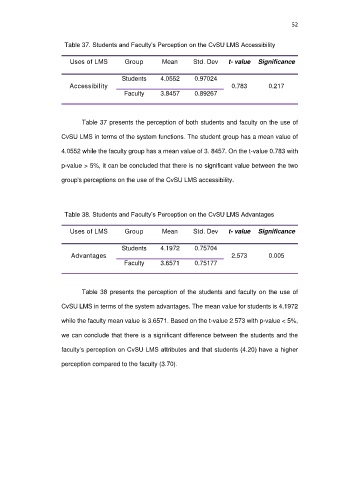 52
Table 37. Students and Faculty's Perception on the CvSU LMS Accessibility
Uses of LMS Group Mean Std. Dev t- value Significance
Students 4.0552 0.97024
Accessibility 0.783 0.217
Faculty 3.8457 0.89267
Table 37 presents the perception of both students and faculty on the use of
CvSU LMS in terms of the system functions. The student group has a mean value of
4.0552 while the faculty group has a mean value of 3. 8457. On the t-value 0.783 with
p-value > 5%, it can be concluded that there is no significant value between the two
group's perceptions on the use of the CvSU LMS accessibility..
Table 38. Students and Faculty's Perception on the CvSU LMS Advantages
Uses of LMS Group Mean Std. Dev t- value Significance
Students 4.1972 0.75704
Advantages 2.573 0.005
Faculty 3.6571 0.75177
Table 38 presents the perception of the students and faculty on the use of
CvSU LMS in terms of the system advantages. The mean value for students is 4.1972
while the faculty mean value is 3.6571. Based on the t-value 2.573 with p-value < 5%,
we can conclude that there is a significant difference between the students and the
faculty's perception on CvSU LMS attributes and that students (4.20) have a higher
perception compared to the faculty (3.70).